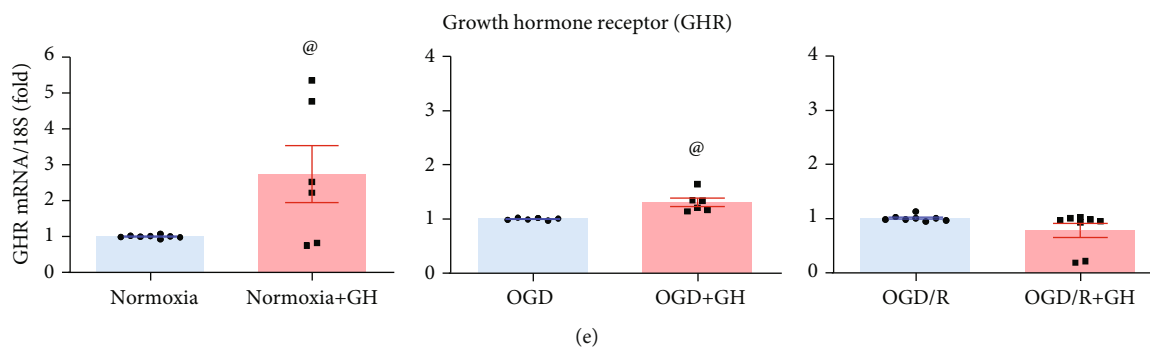 Growth hormone receptor (GHR)
GHR mRNA/18S (fold)
6
5
4
3
2
1
0
@
Normoxia
Normoxia+GH
4
3
2
1
0
@
OGD
OGD+GH
4
3
2
1
0
OGD/R
OGD/R+GH
(e)